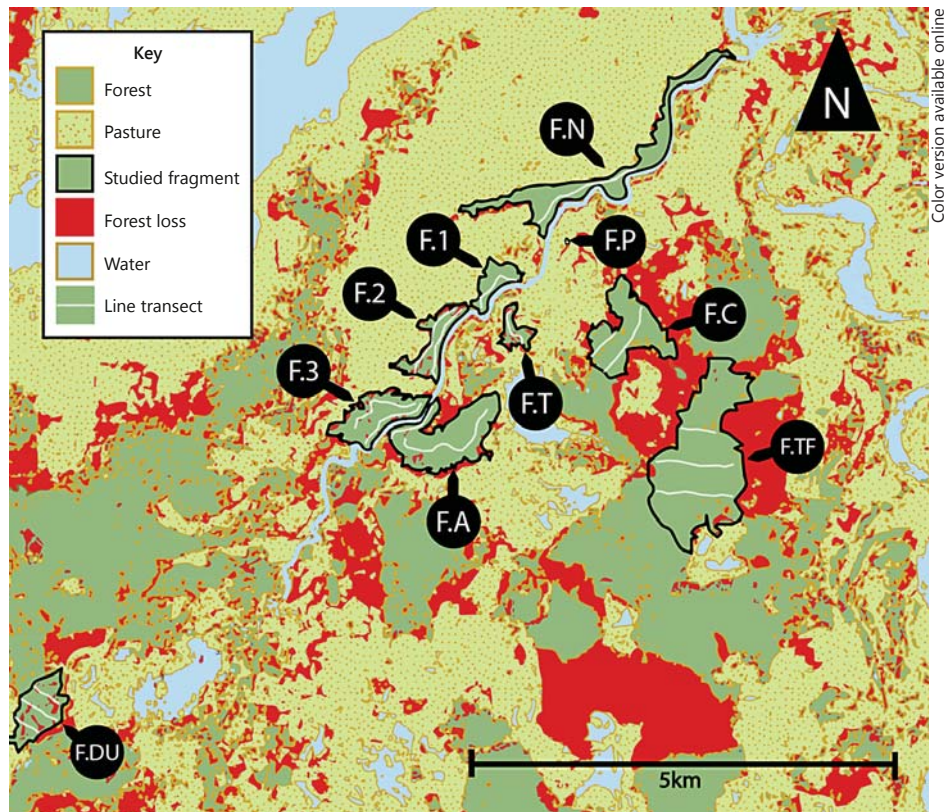 Key
Forest
Pasture
Studied fragment
Forest loss
Water
Line transect
N
Color version available online
F.N
F.P
F.1
F.2
F.C
F.3
F.T
F.TF
F.A
F.DU
5km